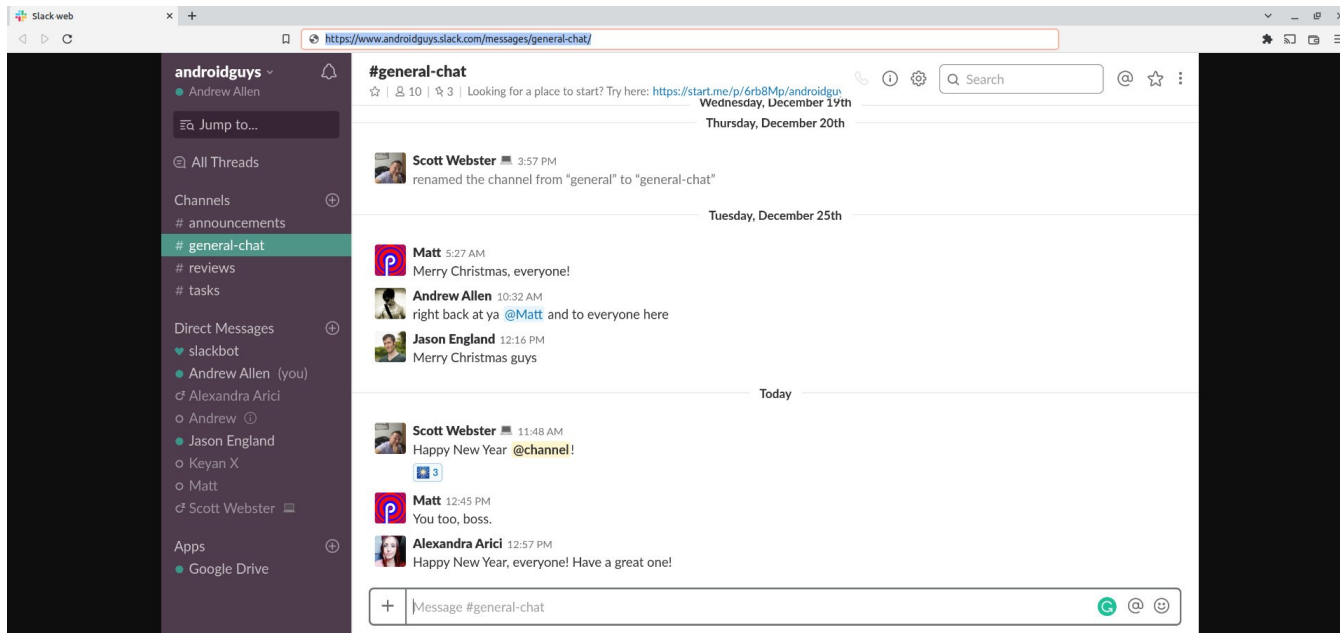 Slack web
https://www.androidguys.slack.com/messages/general-chat/
androidguys
Andrew Allen
Jump to...
All Threads
Channels
# announcements
# general-chat
# reviews
# tasks
Direct Messages
slackbot
Andrew Allen (you)
Alexandra Arici
Andrew
Jason England
Keyan X
Matt
Scott Webster
Apps
Google Drive
#general-chat
10 | 3 | Looking for a place to start? Try here: https://start.me/p/6rb8Mp/androidguy
Search
Wednesday, December 19th
Thursday, December 20th
Scott Webster 3:57 PM
renamed the channel from “general” to “general-chat”
Tuesday, December 25th
Matt 5:27 AM
Merry Christmas, everyone!
Andrew Allen 10:32 AM
right back at ya @Matt and to everyone here
Jason England 12:16 PM
Merry Christmas guys
Today
Scott Webster 11:48 AM
Happy New Year @channel!
3
Matt 12:45 PM
You too, boss.
Alexandra Arici 12:57 PM
Happy New Year, everyone! Have a great one!
Message #general-chat